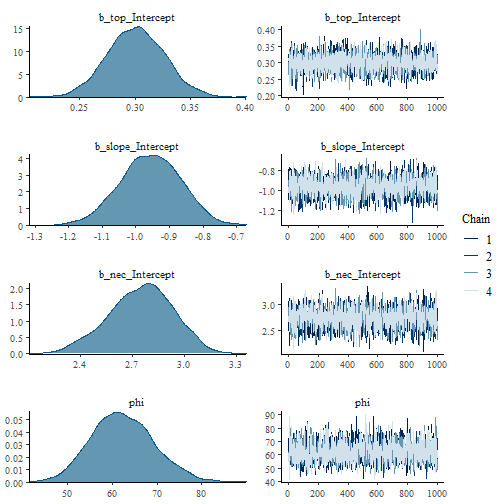 b_top_Intercept
15
10
5
0
0.25 0.30 0.35 0.40
b_top_Intercept
0.40
0.35
0.30
0.25
0.20
0 200 400 600 800 1000
b_slope_Intercept
4
3
2
1
0
-1.3 -1.2 -1.1 -1.0 -0.9 -0.8 -0.7
b_slope_Intercept
-0.8
-1.0
-1.2
0 200 400 600 800 1000
b_nec_Intercept
2.0
1.5
1.0
0.5
0.0
2.4 2.7 3.0 3.3
b_nec_Intercept
3.0
2.5
0 200 400 600 800 1000
phi
0.05
0.04
0.03
0.02
0.01
0.00
50 60 70 80
phi
90
80
70
60
50
40
0 200 400 600 800 1000
Chain
1
2
3
4